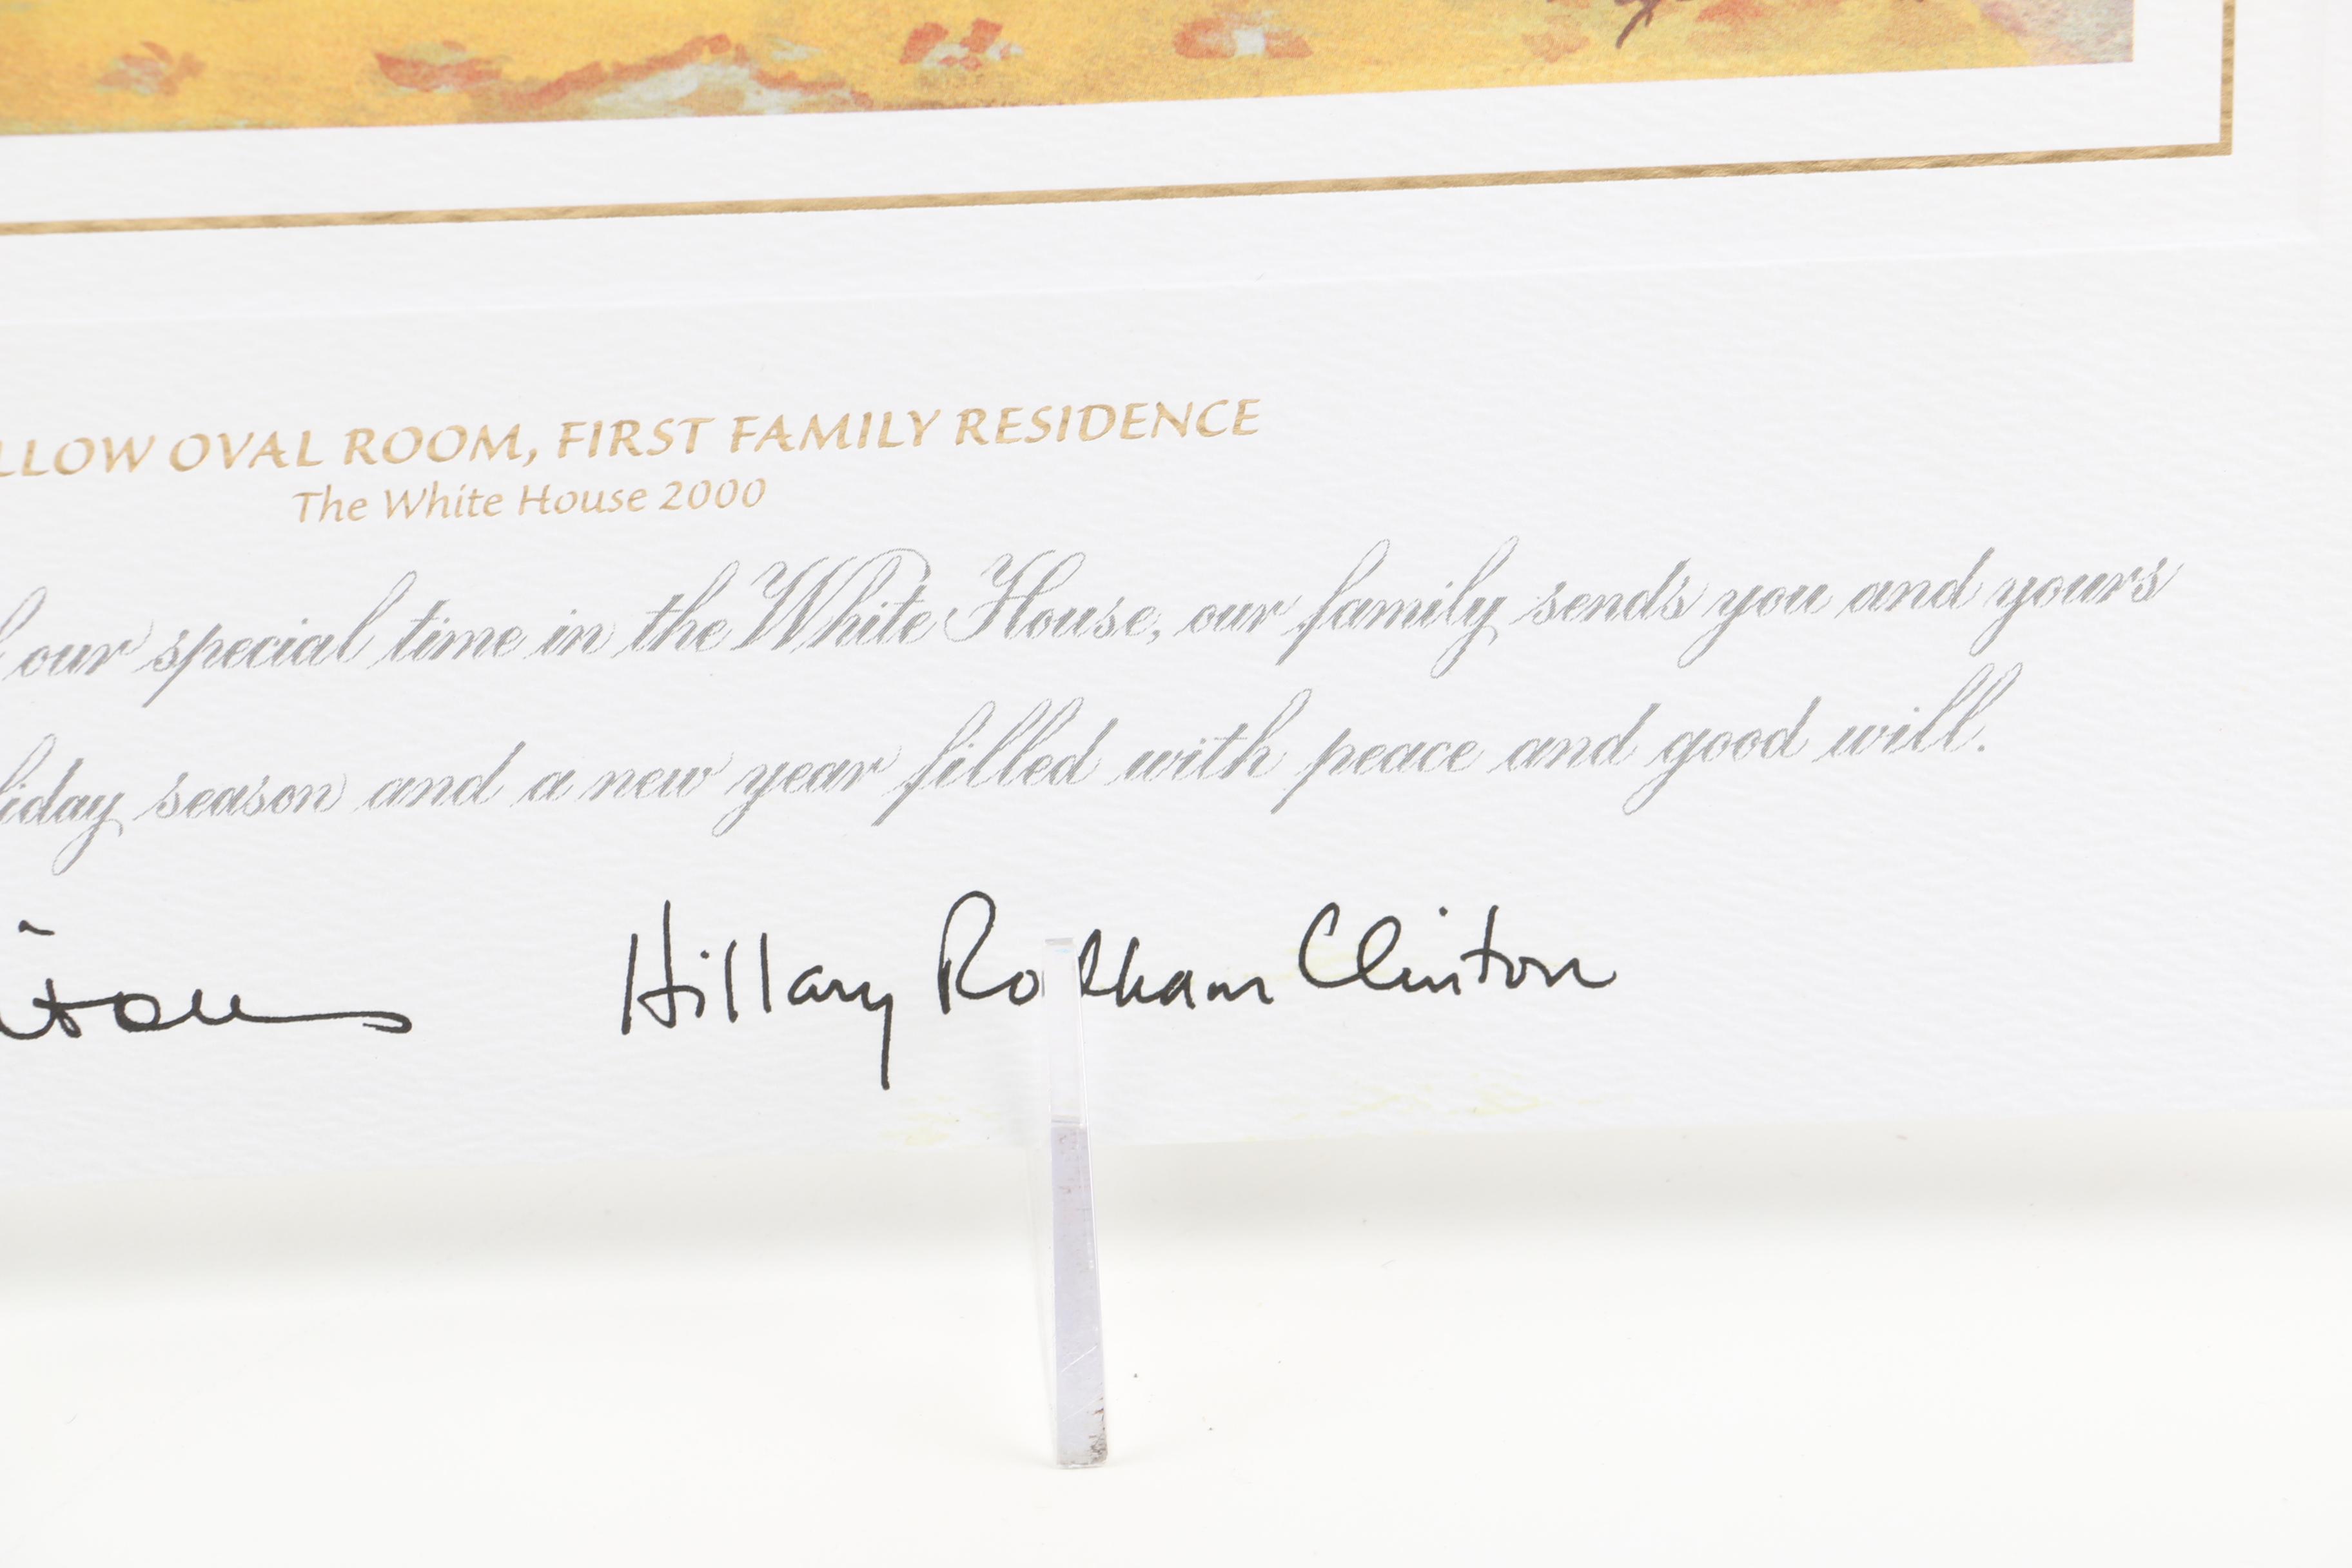 LLOW OVAL ROOM, FIRST FAMILY RESIDENCE
The White House 2000
our special time in the White House, our family sends you and yours
liday season and a new year filled with peace and good will.
Hillary Rodham Clinton